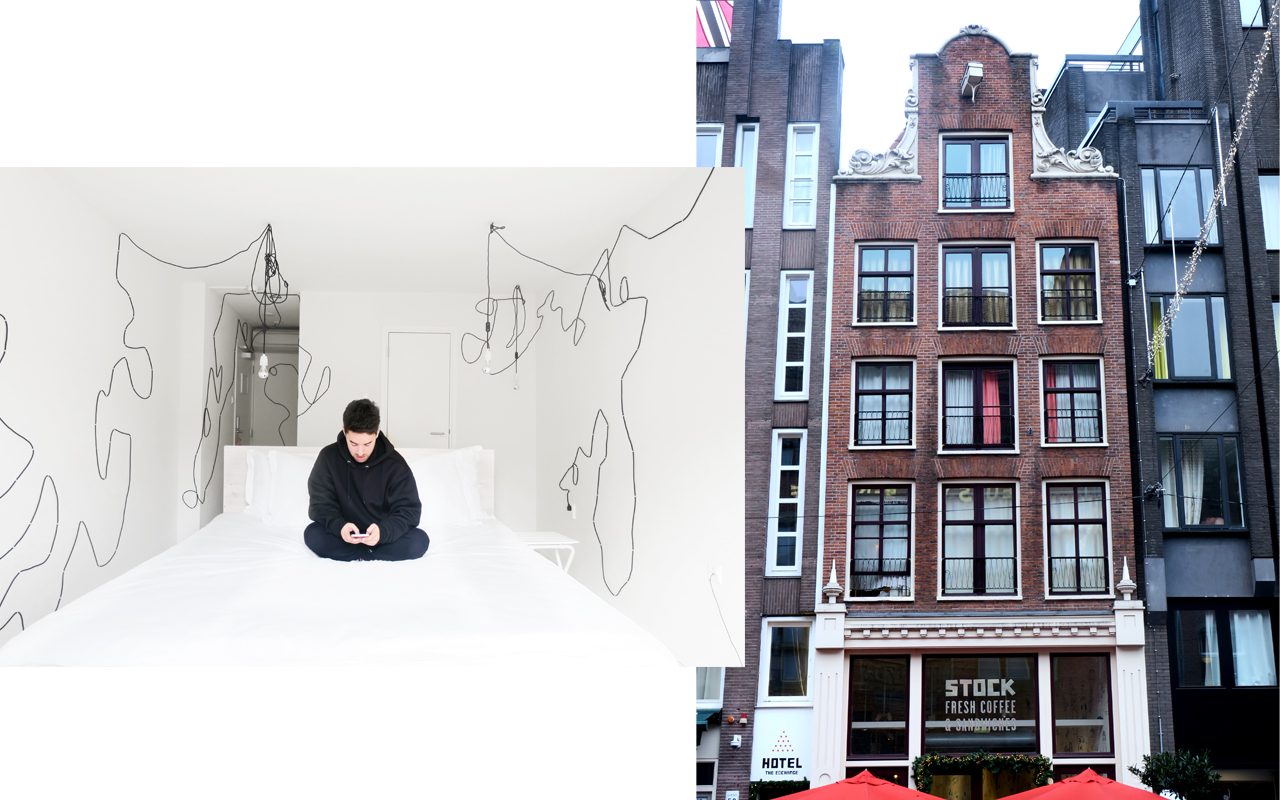 STOCK
FRESH COFFEE
& SANDWICHES
HOTEL
THE EXCHANGE